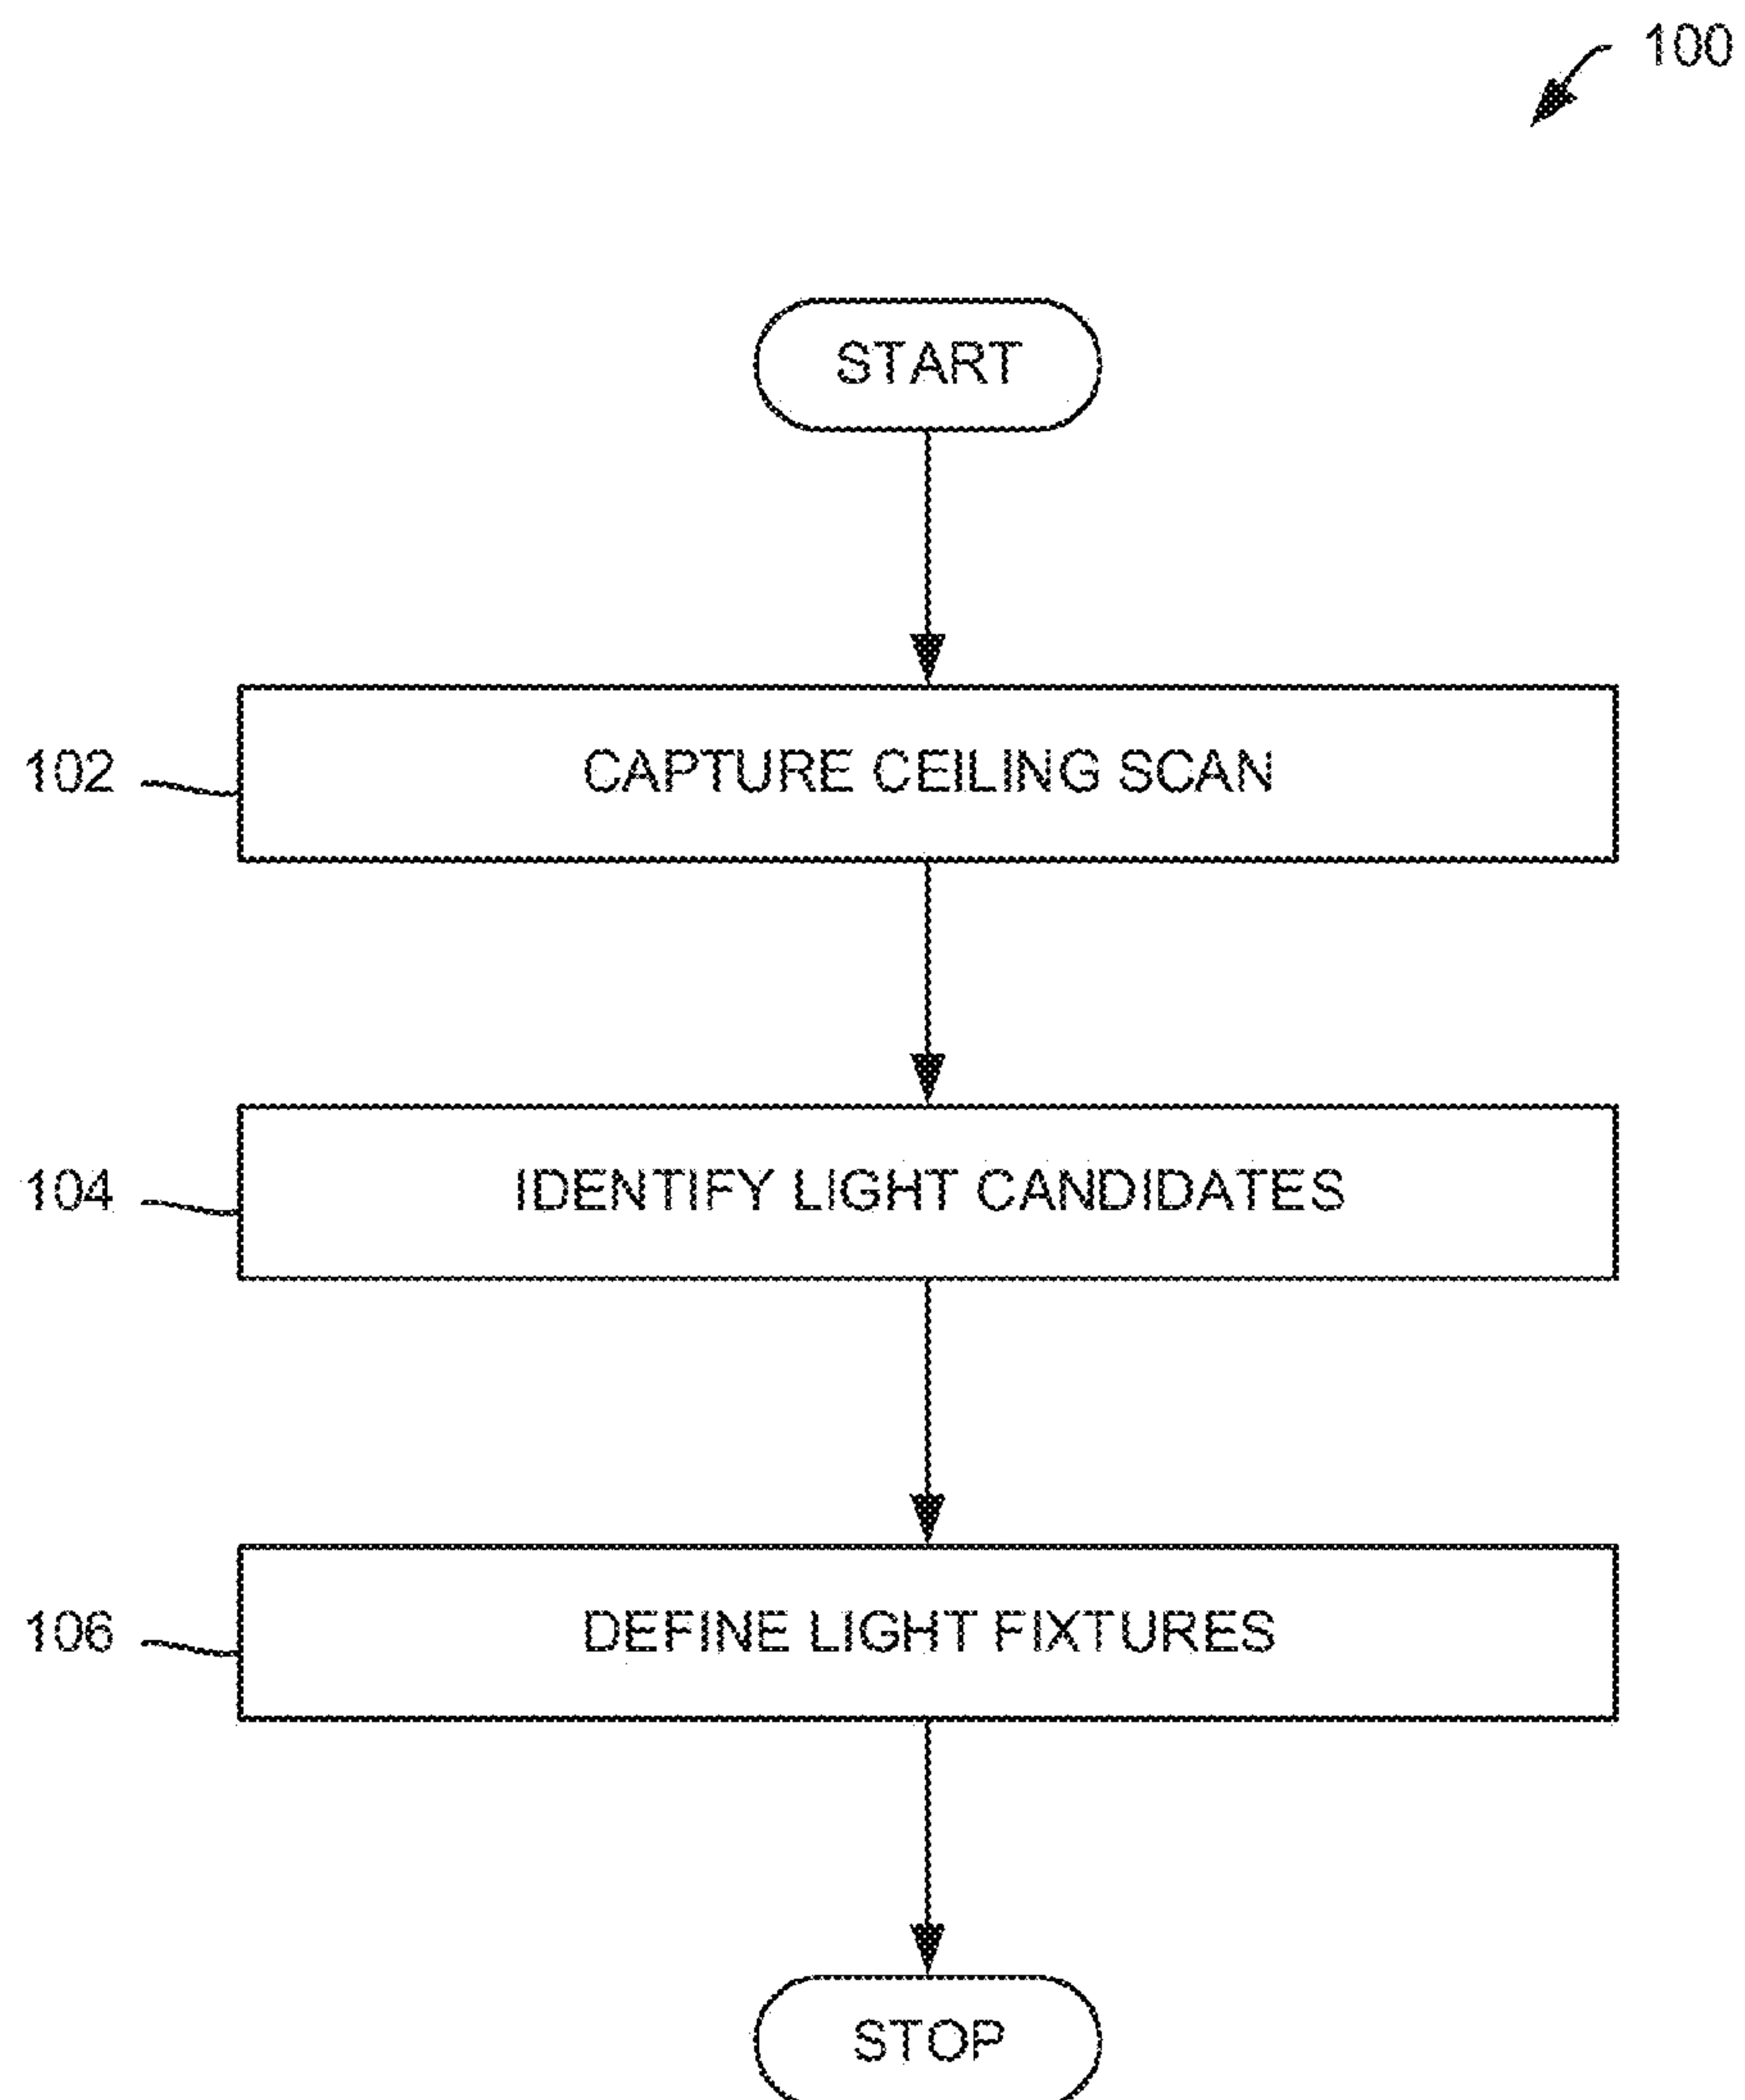 100
START
102 CAPTURE CEILING SCAN
104 IDENTIFY LIGHT CANDIDATES
106 DEFINE LIGHT FIXTURES
STOP